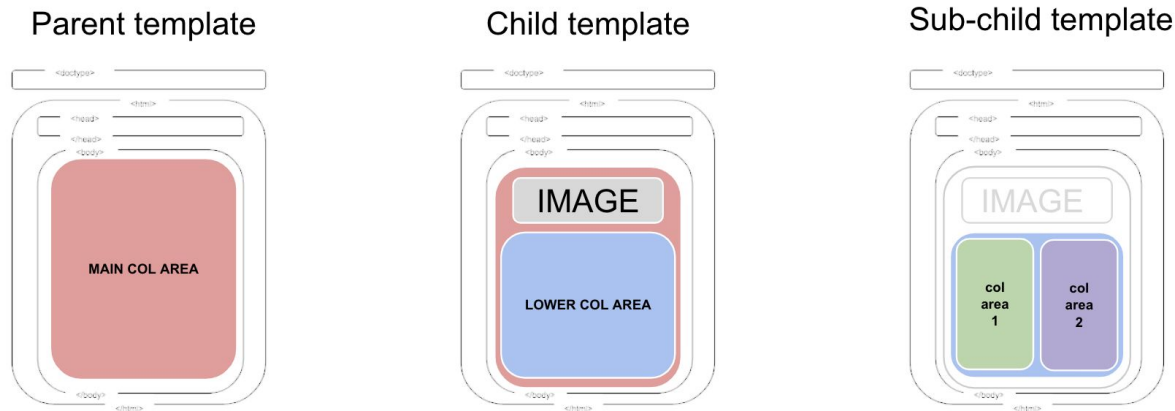 Parent template
<doctype>
<html>
<head>
</head>
<body>
MAIN COL AREA
</body>
</html>
Child template
<doctype>
<html>
<head>
</head>
<body>
IMAGE
LOWER COL AREA
</body>
</html>
Sub-child template
<doctype>
<html>
<head>
</head>
<body>
IMAGE
col
area
1
col
area
2
</body>
</html>